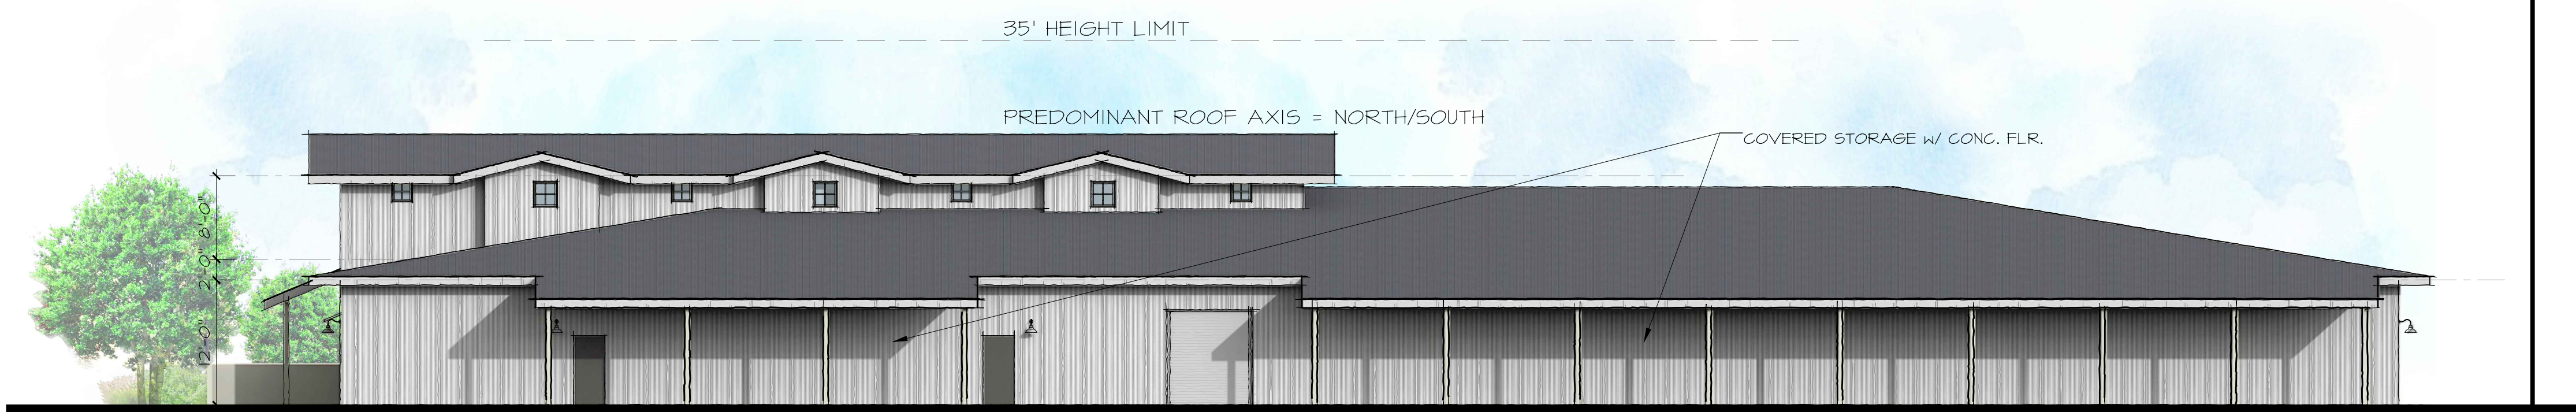 35' HEIGHT LIMIT
PREDOMINANT ROOF AXIS = NORTH/SOUTH
COVERED STORAGE w/ CONC. FLR.
8'-0"
2'-0"
12'-0"